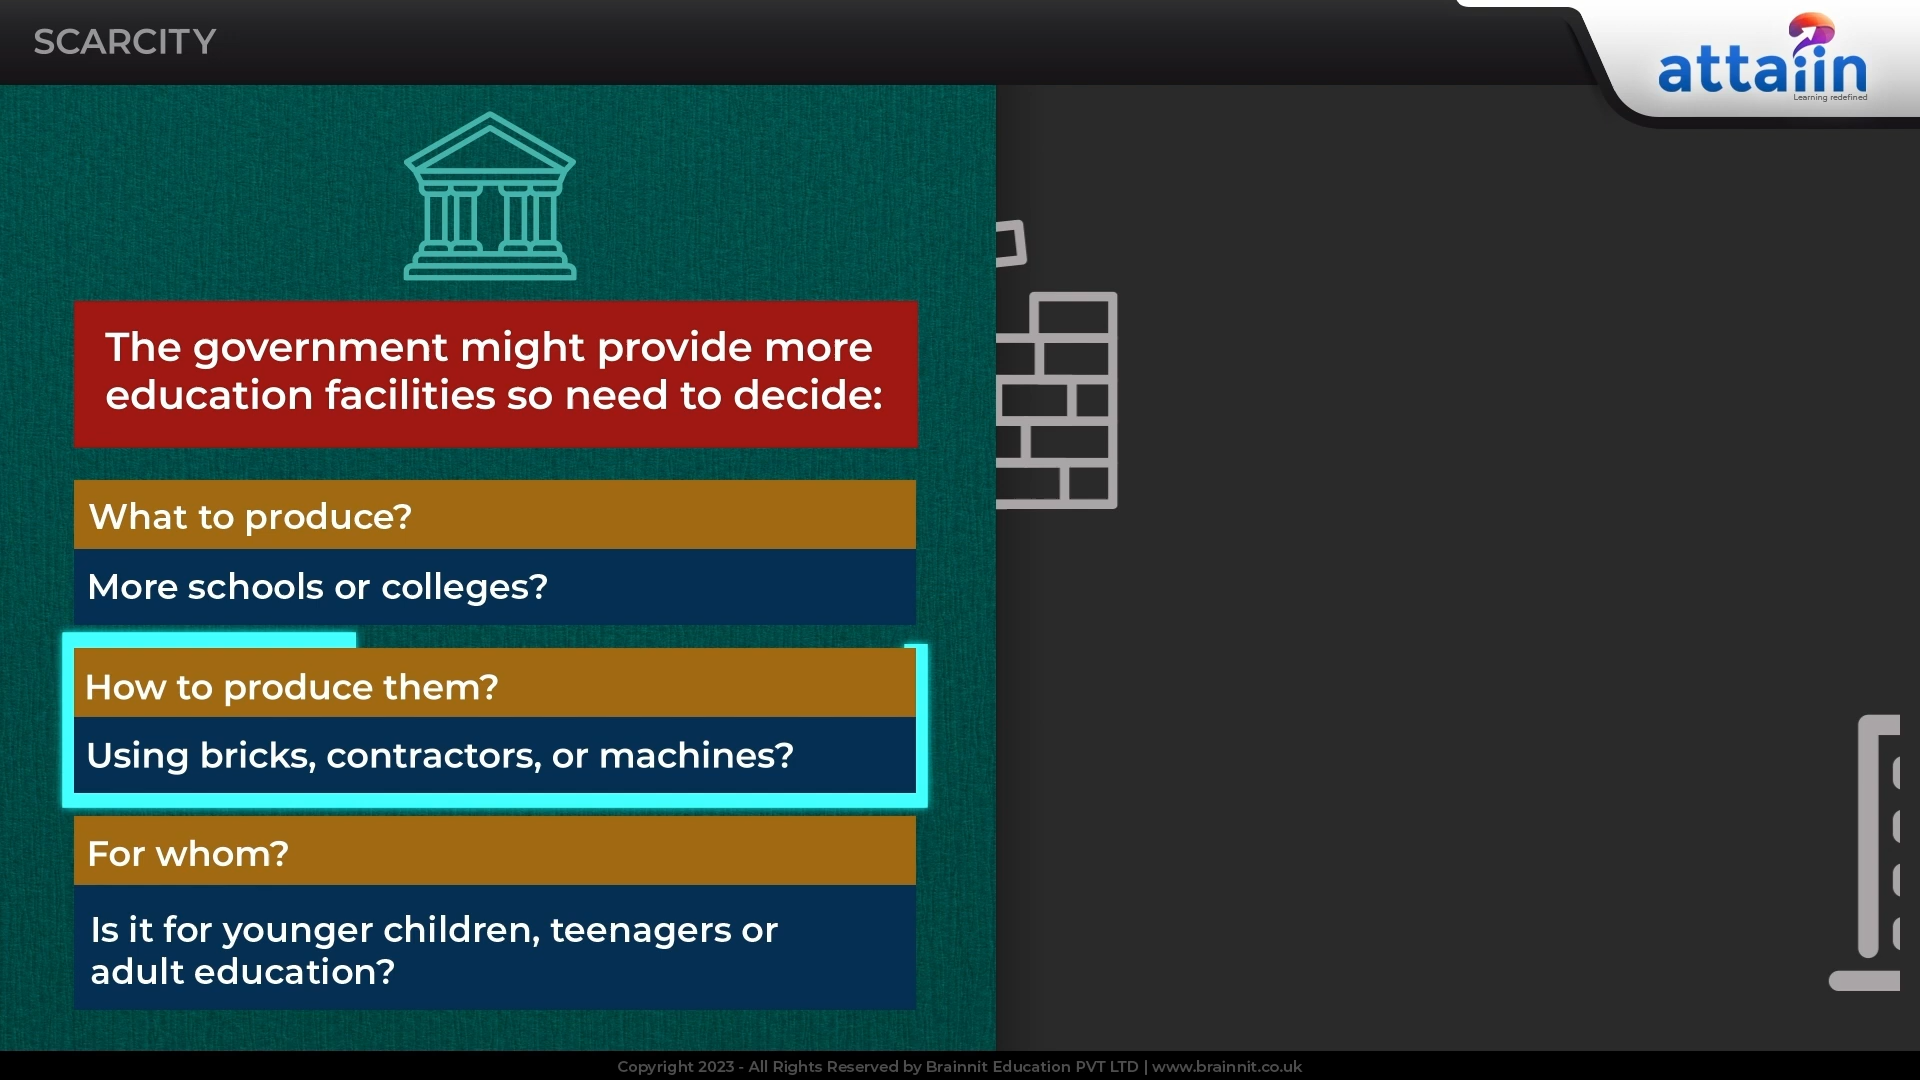 SCARCITY
attaiin
Learning redefined
The government might provide more
education facilities so need to decide:
What to produce?
More schools or colleges?
How to produce them?
Using bricks, contractors, or machines?
For whom?
Is it for younger children, teenagers or
adult education?
Copyright 2023 - All Rights Reserved by Brainnit Education PVT LTD | www.brainnit.co.uk